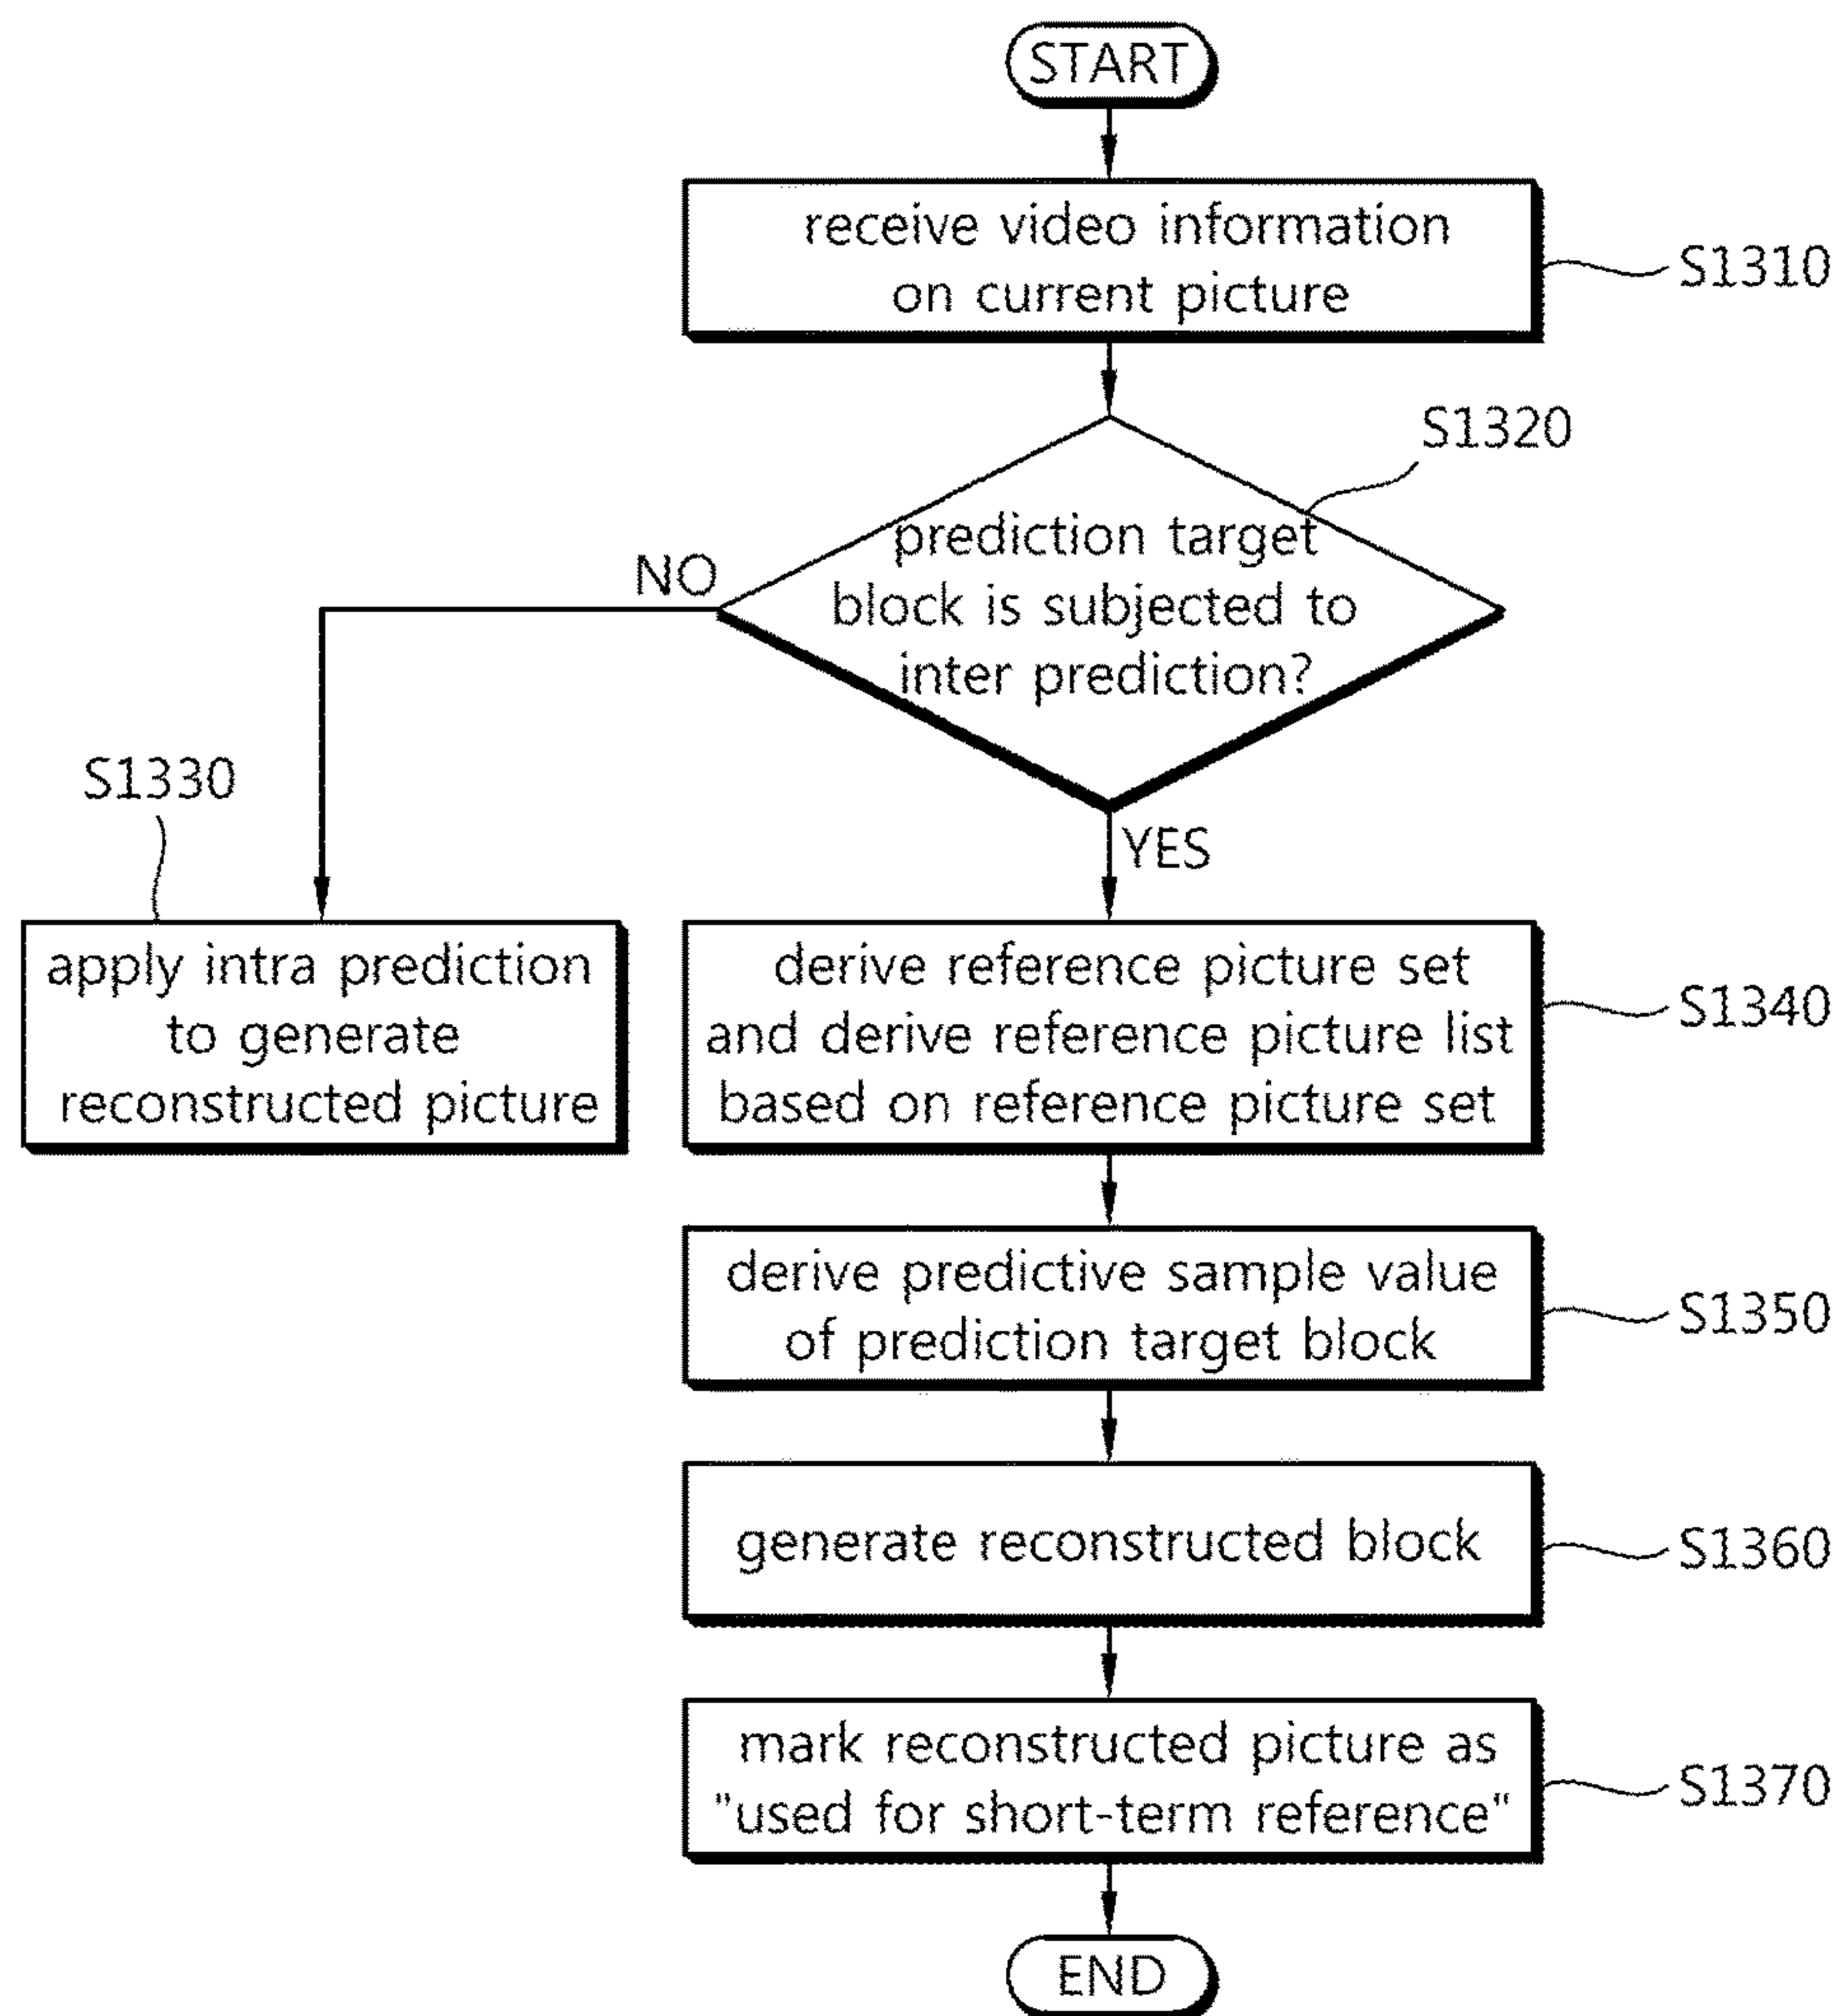 START
receive video information
on current picture
S1310
S1320
prediction target
block is subjected to
inter prediction?
NO
YES
S1330
apply intra prediction
to generate
reconstructed picture
derive reference picture set
and derive reference picture list
based on reference picture set
S1340
derive predictive sample value
of prediction target block
S1350
generate reconstructed block
S1360
mark reconstructed picture as
"used for short-term reference"
S1370
END